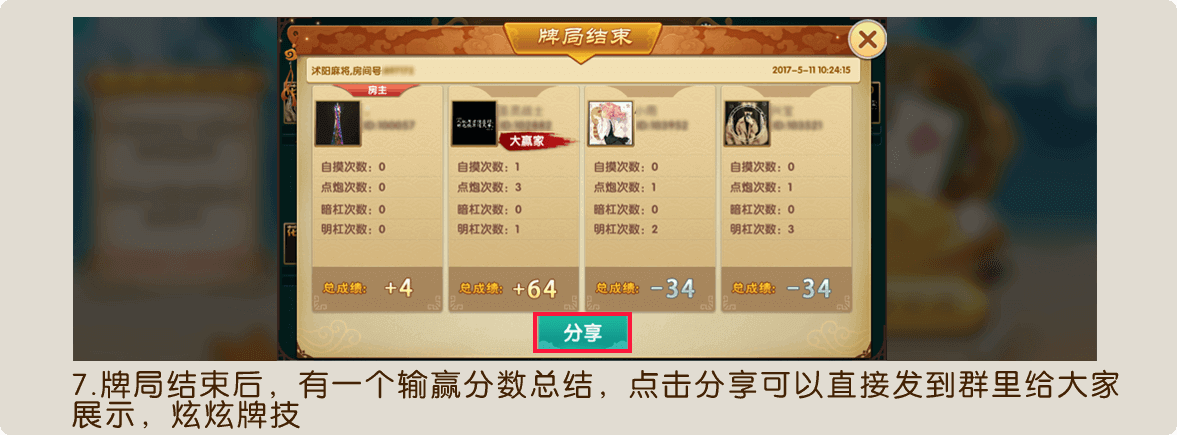 牌局结束
沭阳麻将,房间号
2017-5-11 10:24:15
房主
大赢家
自摸次数：0
点炮次数：0
暗杠次数：0
明杠次数：0
总成绩： +4
自摸次数：1
点炮次数：3
暗杠次数：0
明杠次数：1
总成绩： +64
自摸次数：0
点炮次数：1
暗杠次数：0
明杠次数：2
总成绩： -34
自摸次数：0
点炮次数：1
暗杠次数：0
明杠次数：3
总成绩： -34
分享
7.牌局结束后，有一个输赢分数总结，点击分享可以直接发到群里给大家
展示，炫炫牌技